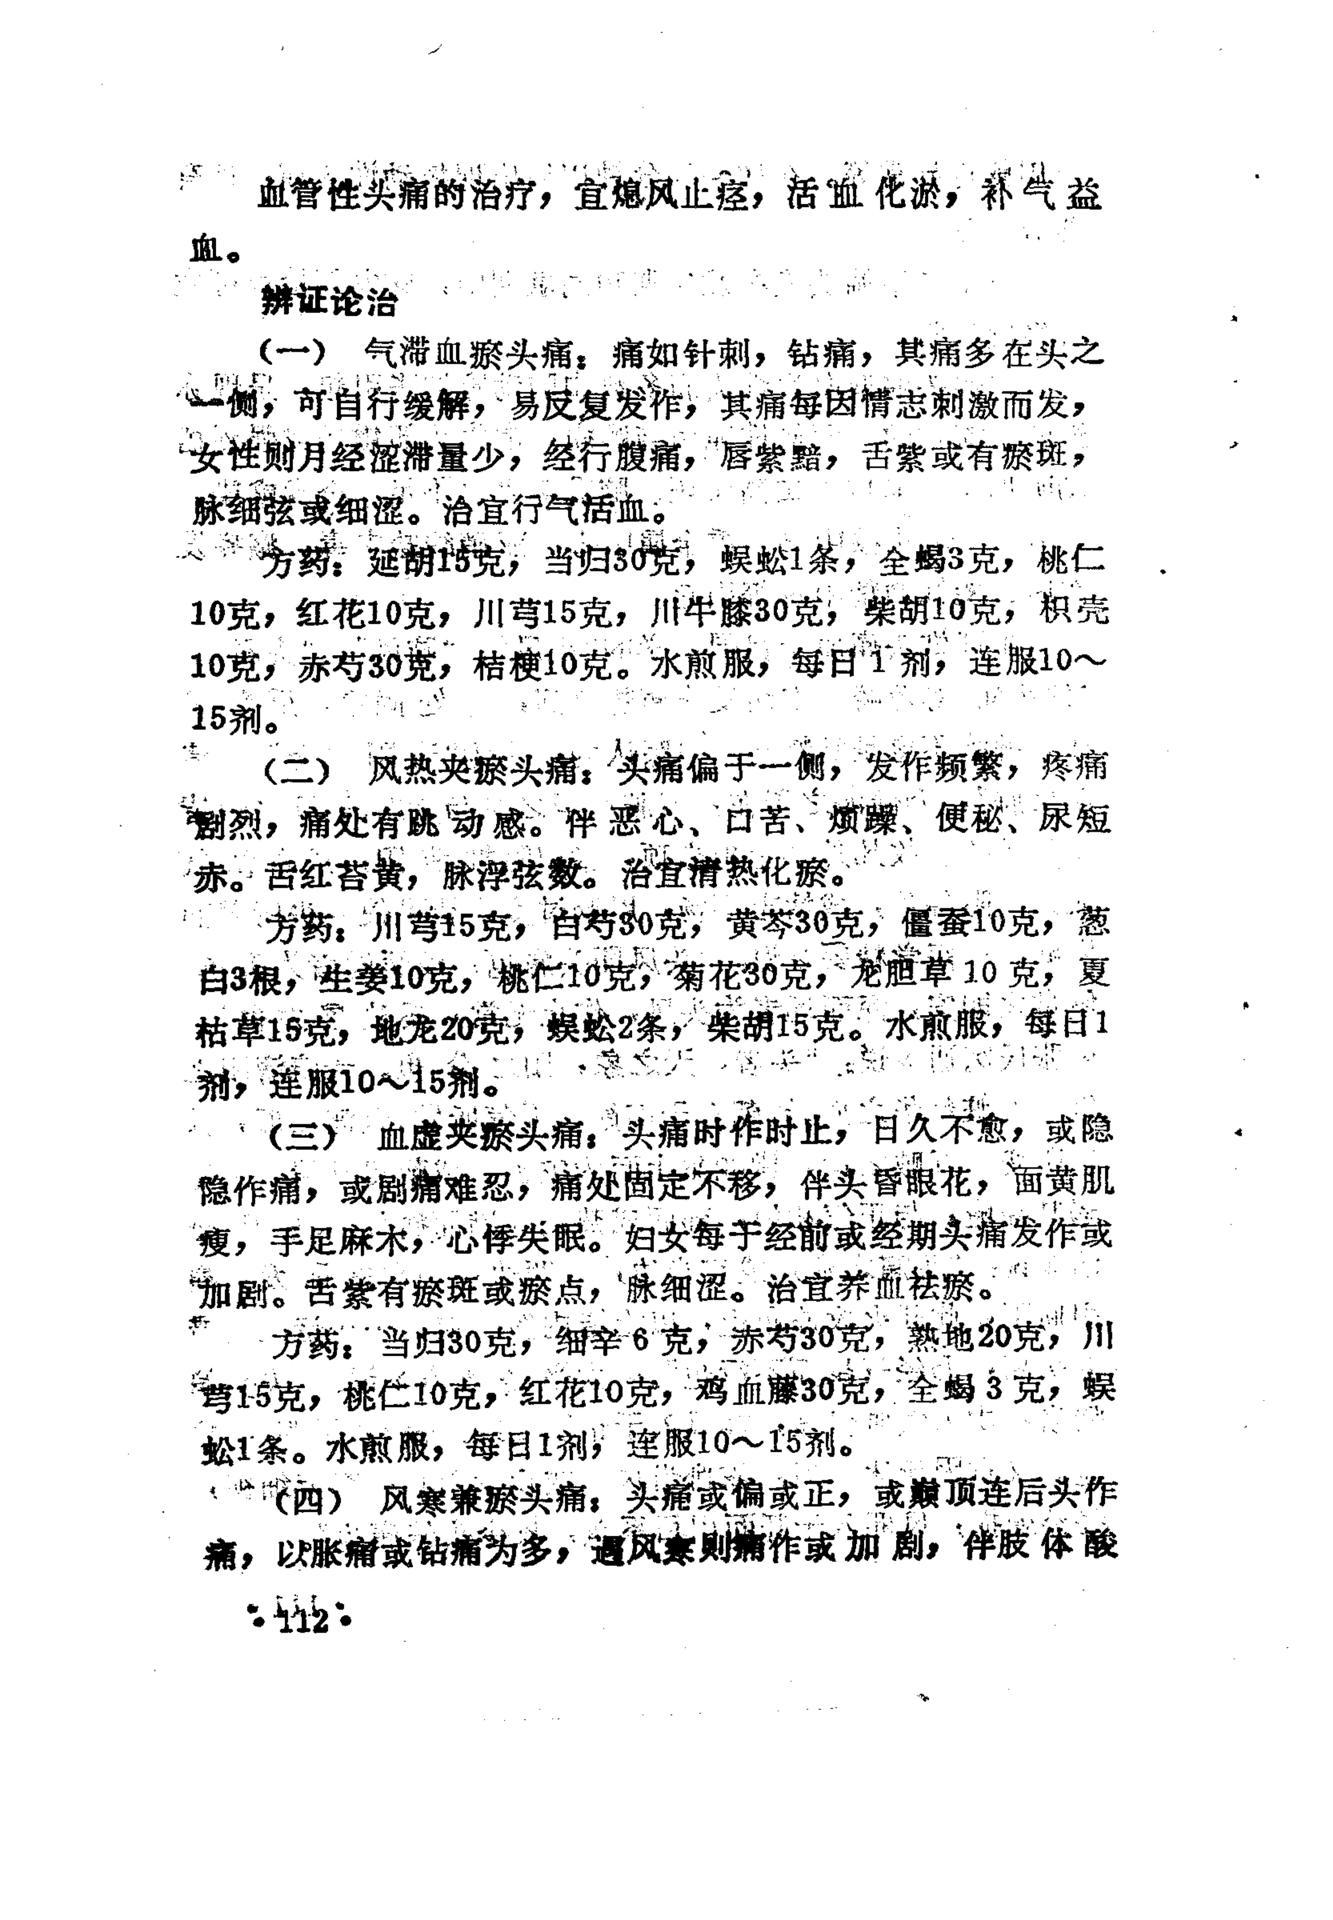 血管性头痛的治疗，宜熄风止痉，活血化淤，补气益
血。
辨证论治
（一） 气滞血瘀头痛：痛如针刺，钻痛，其痛多在头之
一侧，可自行缓解，易反复发作，其痛每因情志刺激而发，
女性则月经涩滞量少，经行腹痛，唇紫黯，舌紫或有瘀斑，
脉细弦或细涩。治宜行气活血。
方药：延胡15克，当归30克，蜈蚣1条，全蝎3克，桃仁
10克，红花10克，川芎15克，川牛膝30克，柴胡10克，枳壳
10克，赤芍30克，桔梗10克。水煎服，每日1剂，连服10～
15剂。
（二） 风热夹瘀头痛：头痛偏于一侧，发作频繁，疼痛
剧烈，痛处有跳动感。伴恶心、口苦、烦躁、便秘、尿短
赤。舌红苔黄，脉浮弦数。治宜清热化瘀。
方药：川芎15克，白芍30克，黄芩30克，僵蚕10克，葱
白3根，生姜10克，桃仁10克，菊花30克，龙胆草10克，夏
枯草15克，地龙20克，蜈蚣2条，柴胡15克。水煎服，每日1
剂，连服10～15剂。
（三） 血虚夹瘀头痛：头痛时作时止，日久不愈，或隐
隐作痛，或剧痛难忍，痛处固定不移，伴头昏眼花，面黄肌
瘦，手足麻木，心悸失眠。妇女每于经前或经期头痛发作或
加剧。舌紫有瘀斑或瘀点，脉细涩。治宜养血祛瘀。
方药：当归30克，细辛6克，赤芍30克，熟地20克，川
芎15克，桃仁10克，红花10克，鸡血藤30克，全蝎3克，蜈
蚣1条。水煎服，每日1剂，连服10～15剂。
（四） 风寒兼瘀头痛：头痛或偏或正，或巅顶连后头作
痛，以胀痛或钻痛为多，遇风寒则痛作或加剧，伴肢体酸
·112·